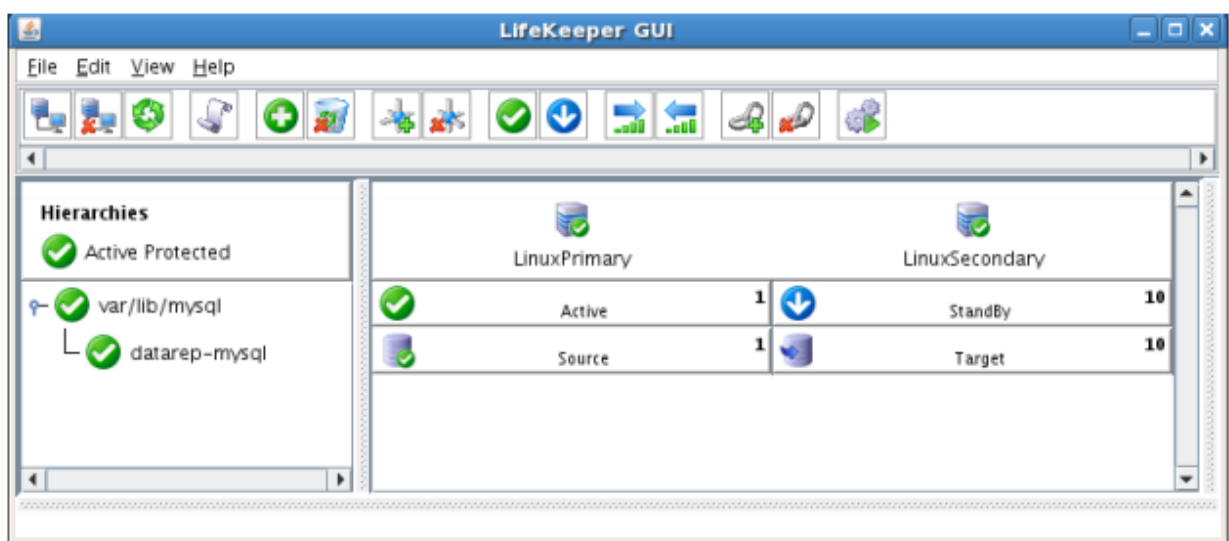 LifeKeeper GUI
File Edit View Help
Hierarchies
Active Protected
LinuxPrimary LinuxSecondary
var/lib/mysql Active 1 StandBy 10
datarep-mysql Source 1 Target 10